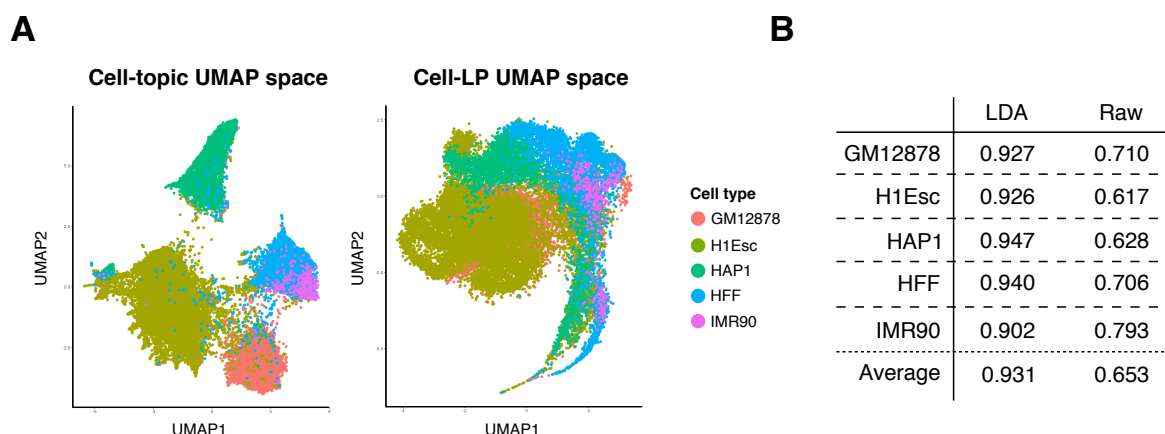 A
B
Cell-topic UMAP space
Cell-LP UMAP space
UMAP2
UMAP1
UMAP2
UMAP1
Cell type
GM12878
H1Esc
HAP1
HFF
IMR90
LDA Raw
GM12878 0.927 0.710
H1Esc 0.926 0.617
HAP1 0.947 0.628
HFF 0.940 0.706
IMR90 0.902 0.793
Average 0.931 0.653